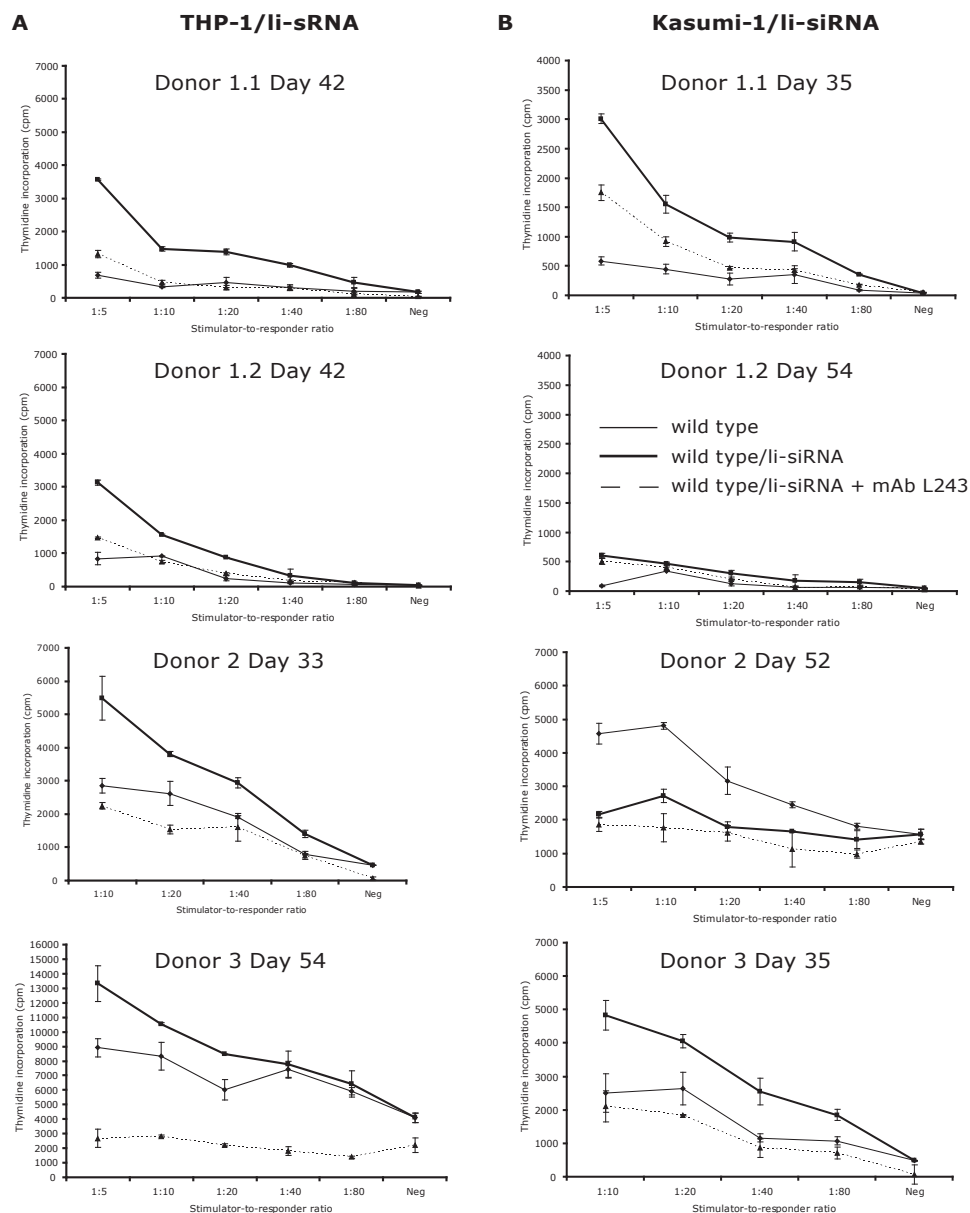 A THP-1/li-sRNA
7000
6000
5000
4000
3000
2000
1000
0
Thymidine incorporation (cpm)
Donor 1.1 Day 42
1:5 1:10 1:20 1:40 1:80 Neg
Stimulator-to-responder ratio
7000
6000
5000
4000
3000
2000
1000
0
Thymidine incorporation (cpm)
Donor 1.2 Day 42
1:5 1:10 1:20 1:40 1:80 Neg
Stimulator-to-responder ratio
7000
6000
5000
4000
3000
2000
1000
0
Thymidine incorporation (cpm)
Donor 2 Day 33
1:10 1:20 1:40 1:80 Neg
Stimulator-to-responder ratio
16000
15000
14000
13000
12000
11000
10000
9000
8000
7000
6000
5000
4000
3000
2000
1000
0
Thymidine incorporation (cpm)
Donor 3 Day 54
1:5 1:10 1:20 1:40 1:80 Neg
Stimulator-to-responder ratio
B Kasumi-1/li-siRNA
4000
3500
3000
2500
2000
1500
1000
500
0
Thymidine incorporation (cpm)
Donor 1.1 Day 35
1:5 1:10 1:20 1:40 1:80 Neg
Stimulator-to-responder ratio
4000
3500
3000
2500
2000
1500
1000
500
0
Thymidine incorporation (cpm)
Donor 1.2 Day 54
wild type
wild type/li-siRNA
wild type/li-siRNA + mAb L243
1:5 1:10 1:20 1:40 1:80 Neg
Stimulator-to-responder ratio
7000
6000
5000
4000
3000
2000
1000
0
Thymidine incorporation (cpm)
Donor 2 Day 52
1:5 1:10 1:20 1:40 1:80 Neg
Stimulator-to-responder ratio
7000
6000
5000
4000
3000
2000
1000
0
Thymidine incorporation (cpm)
Donor 3 Day 35
1:10 1:20 1:40 1:80 Neg
Stimulator-to-responder ratio